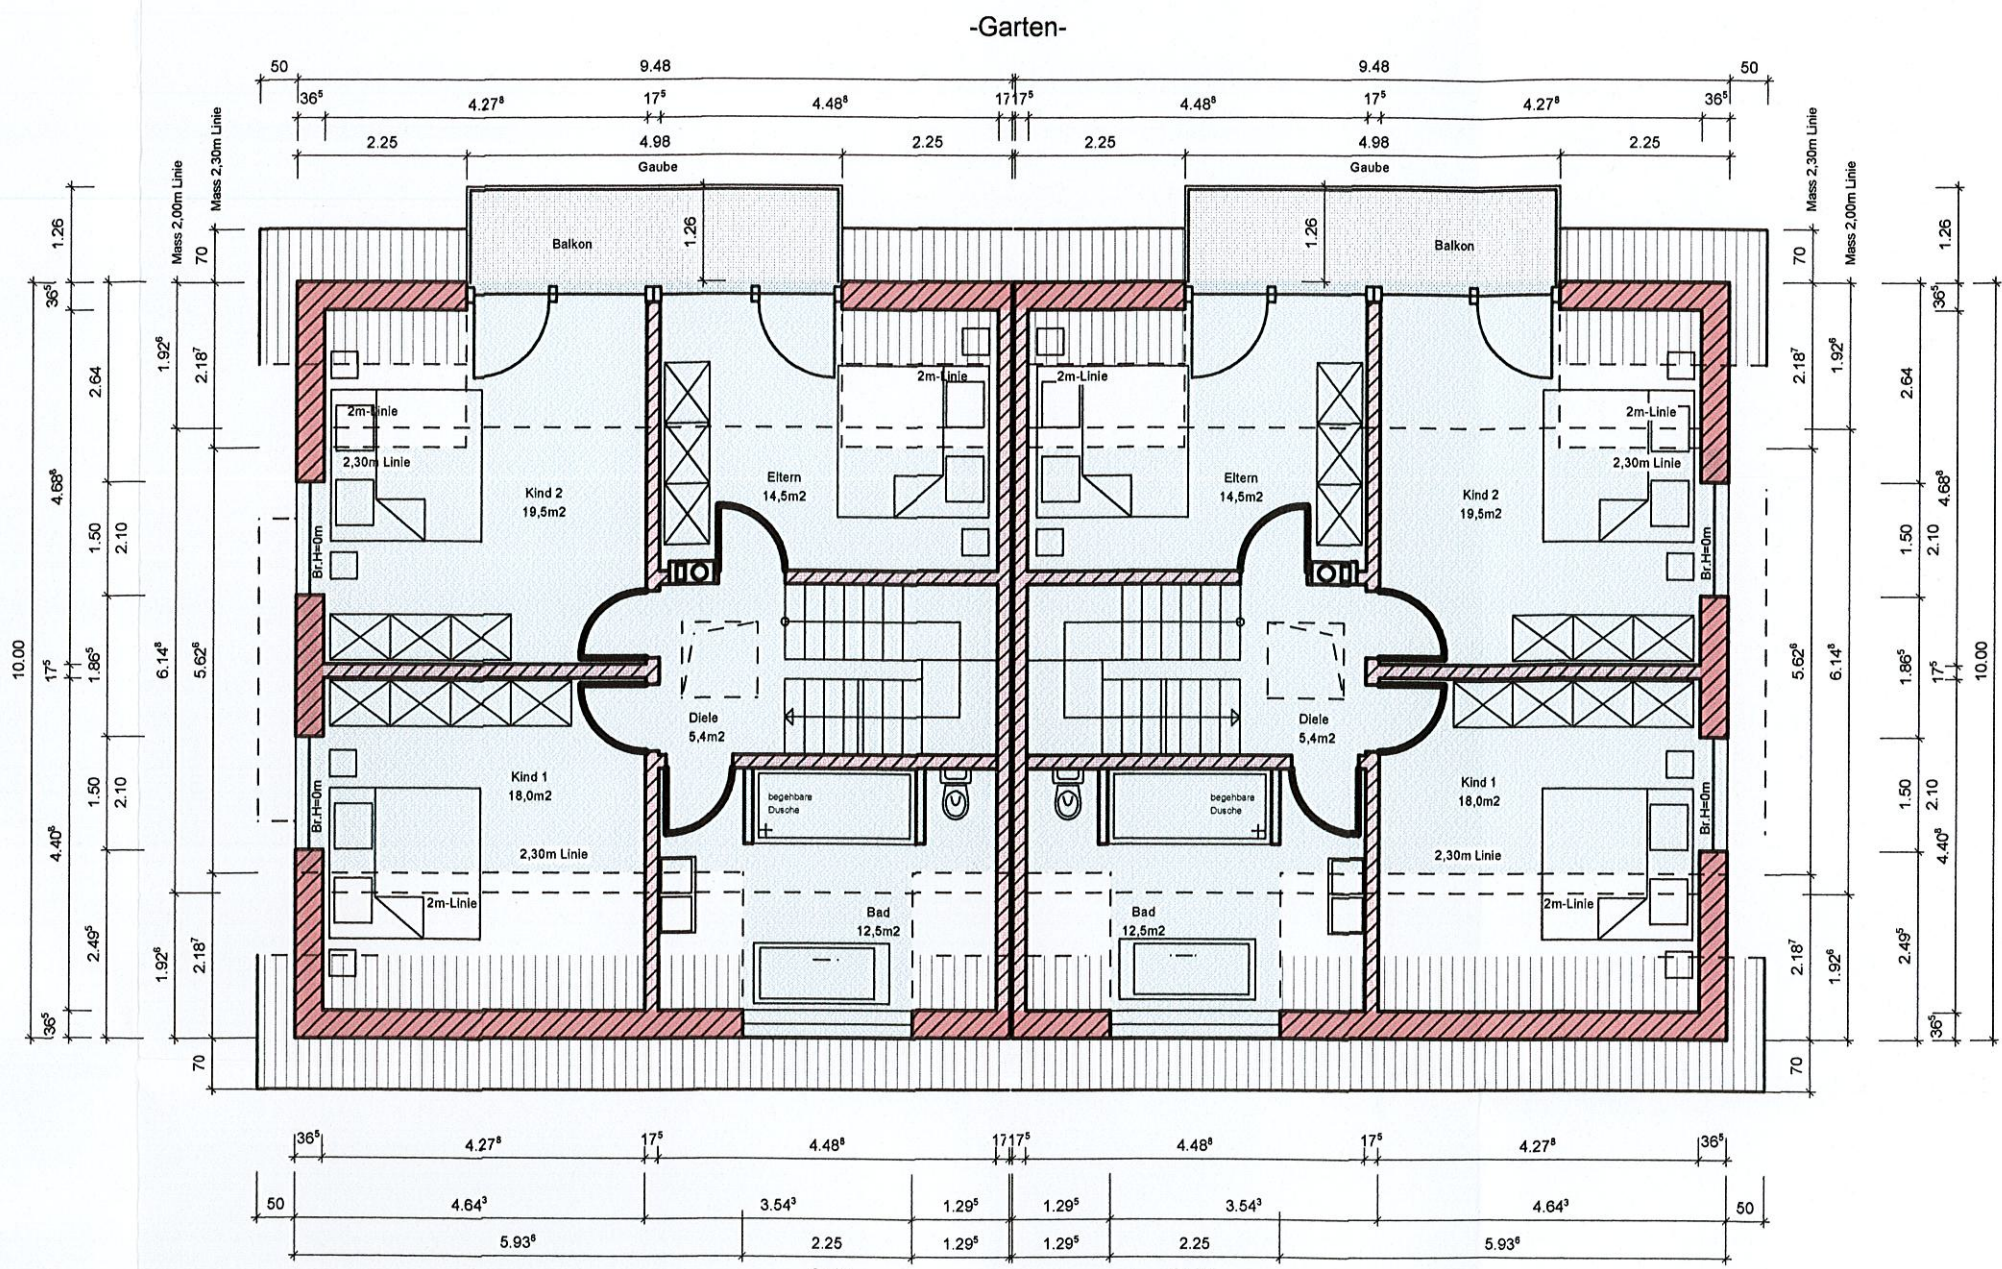 -Garten-
50 9.48 9.48 50
36⁵ 4.27⁸ 17⁵ 4.48⁸ 17 17⁵ 4.48⁸ 17⁵ 4.27⁸ 36⁵
2.25 4.98 2.25 2.25 4.98 2.25
Gaube Gaube
Mass 2,00m Linie
Mass 2,30m Linie
Mass 2,30m Linie
Mass 2,00m Linie
1.26 70 Balkon 1.26 1.26 Balkon 70 1.26
36⁵ 36⁵
1.92⁶ 2.18⁷ 2.18⁷ 1.92⁶
2.64 2.64
2m-Linie 2m-Linie
2m-Linie 2m-Linie
2,30m Linie 2,30m Linie
Eltern Eltern
14,5m2 14,5m2
Kind 2 Kind 2
19,5m2 19,5m2
4.68⁸ 4.68⁸
1.50 2.10 Br.H=0m Br.H=0m 1.50 2.10
10.00 17⁵ 1.86⁵ 6.14⁸ 5.62⁶ 5.62⁶ 6.14⁸ 1.86⁵ 17⁵ 10.00
Diele Diele
5,4m2 5,4m2
Kind 1 Kind 1
18,0m2 18,0m2
1.50 2.10 Br.H=0m Br.H=0m 1.50 2.10
begehbare begehbare
Dusche Dusche
4.40⁸ 4.40⁸
2,30m Linie 2,30m Linie
2m-Linie 2m-Linie
Bad Bad
12,5m2 12,5m2
2.49⁵ 1.92⁶ 2.18⁷ 2.18⁷ 1.92⁶ 2.49⁵
36⁵ 36⁵
70 70
36⁵ 4.27⁸ 17⁵ 4.48⁸ 17 17⁵ 4.48⁸ 17⁵ 4.27⁸ 36⁵
50 4.64³ 3.54³ 1.29⁵ 1.29⁵ 3.54³ 4.64³ 50
5.93⁶ 2.25 1.29⁵ 1.29⁵ 2.25 5.93⁶